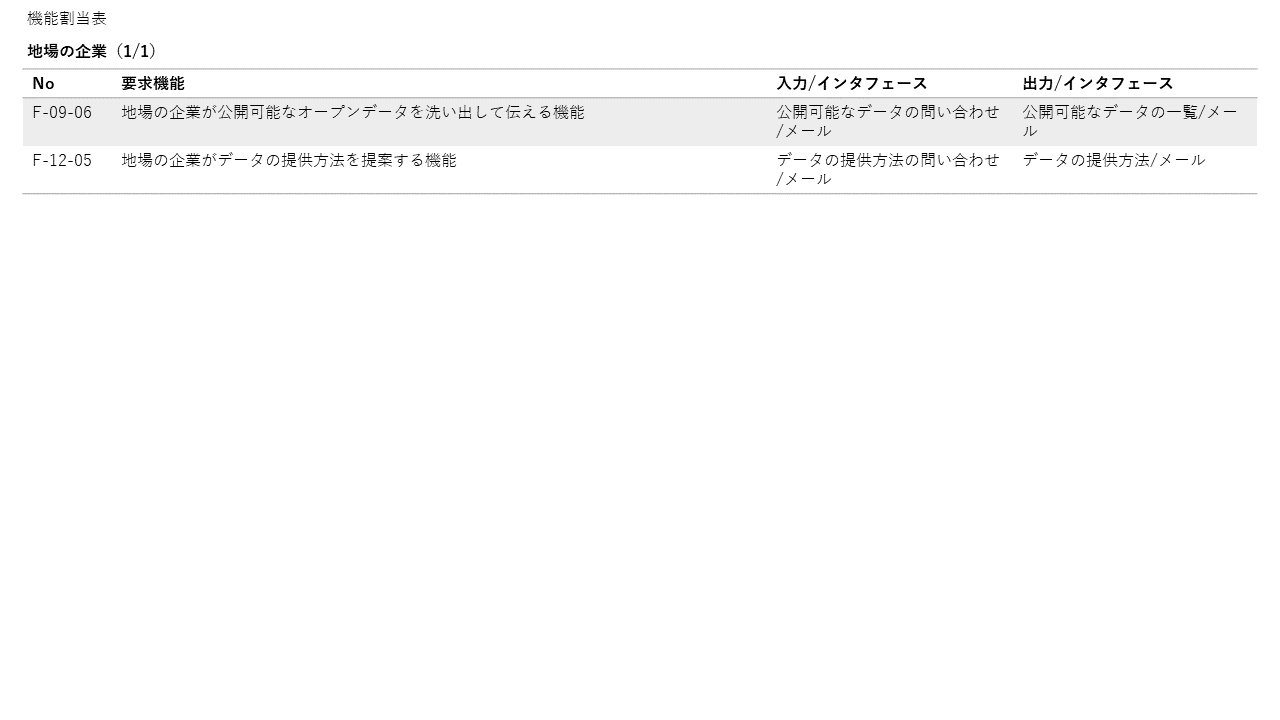 機能割当表
地場の企業（1/1）
No 要求機能 入力/インタフェース 出力/インタフェース
F-09-06 地場の企業が公開可能なオープンデータを洗い出して伝える機能 公開可能なデータの問い合わせ 公開可能なデータの一覧/メー
/メール ル
F-12-05 地場の企業がデータの提供方法を提案する機能 データの提供方法の問い合わせ データの提供方法/メール
/メール